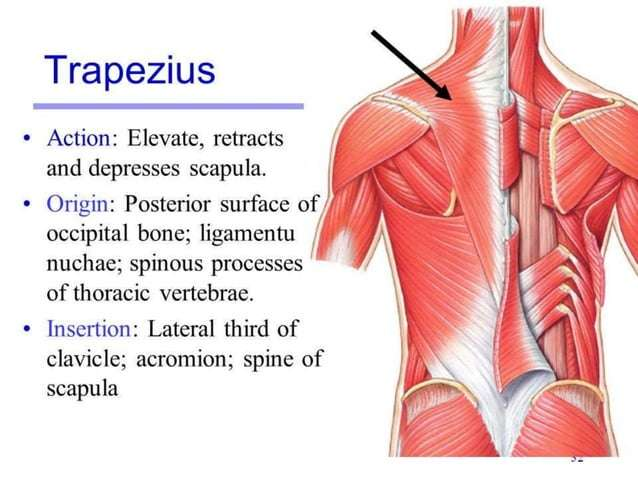 Trapezius
• Action: Elevate, retracts
and depresses scapula.
• Origin: Posterior surface of
occipital bone; ligamentu
nuchae; spinous processes
of thoracic vertebrae.
• Insertion: Lateral third of
clavicle; acromion; spine of
scapula